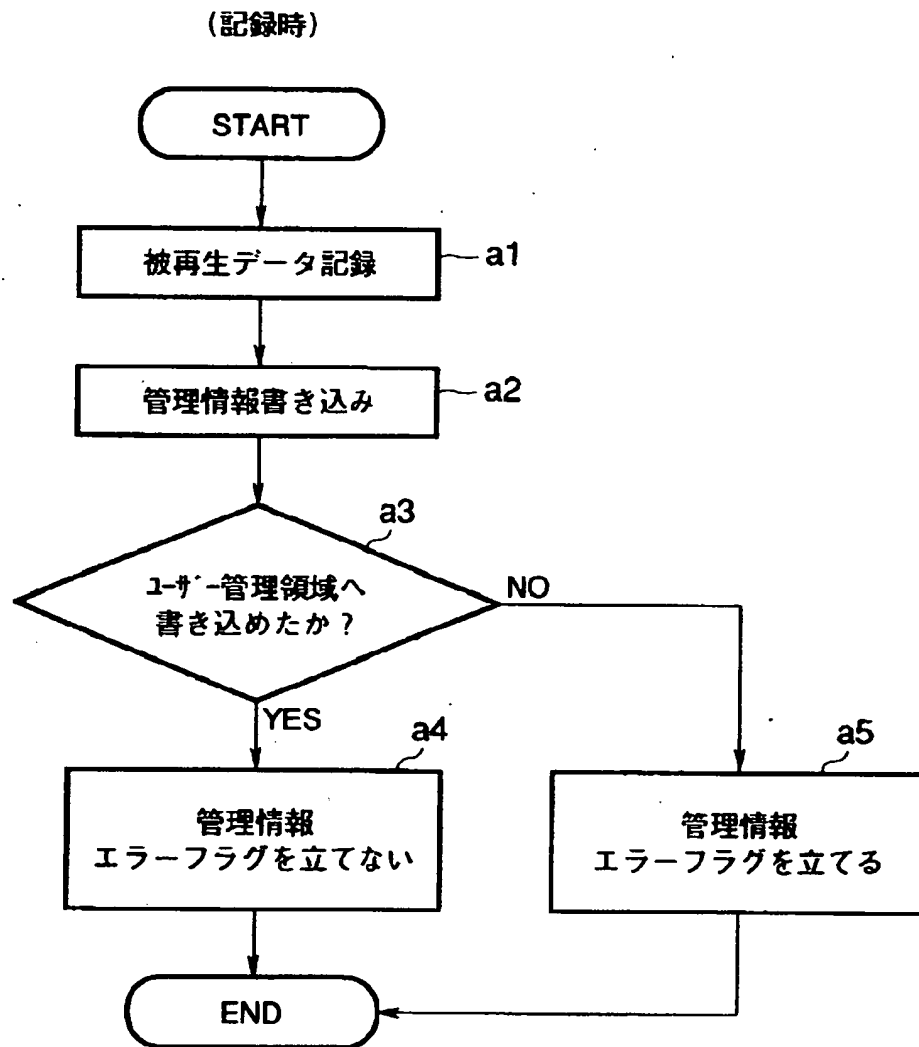 (記録時)
START
被再生データ記録
a1
管理情報書き込み
a2
a3
ユーザー管理領域へ
書き込めたか?
NO
YES
a4
管理情報
エラーフラグを立てない
a5
管理情報
エラーフラグを立てる
END